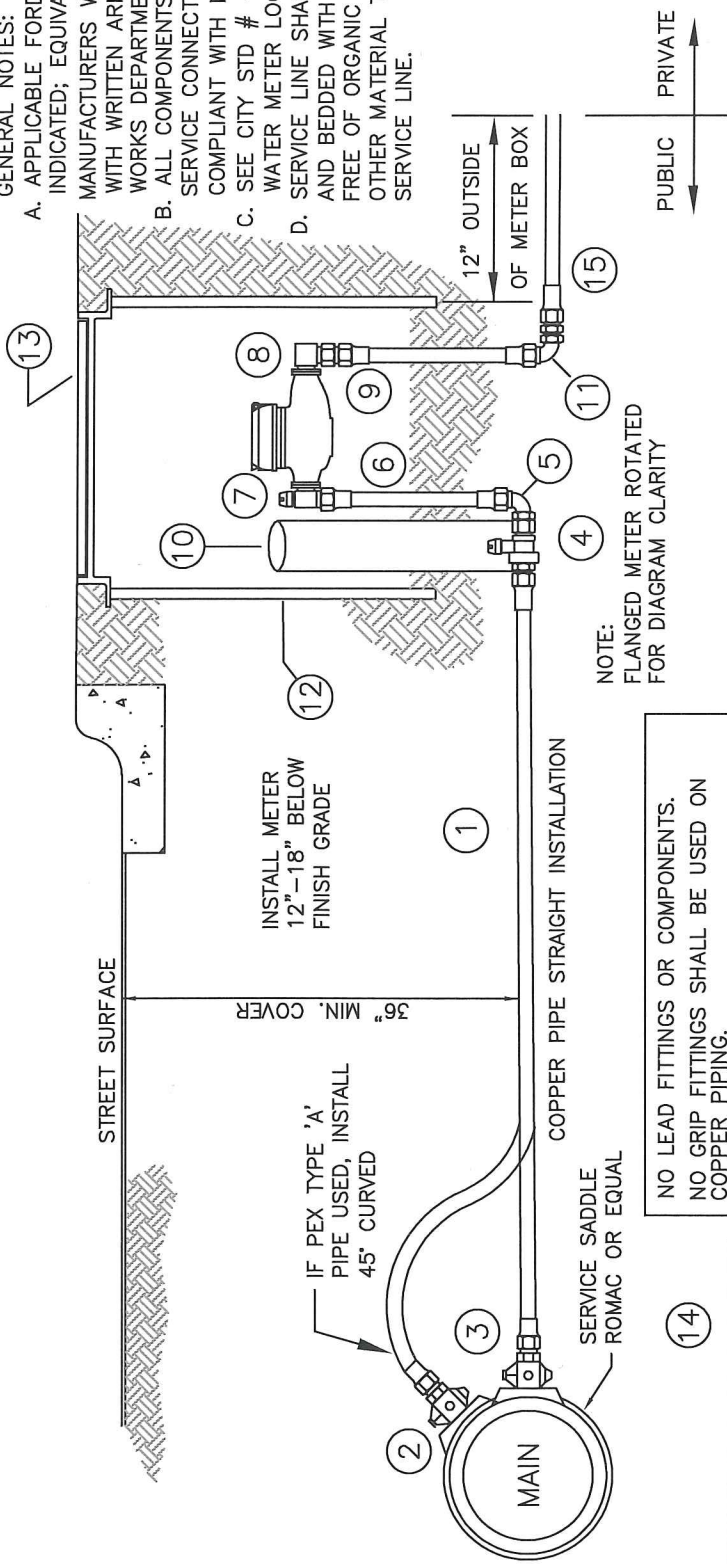 GENERAL NOTES:
A. APPLICABLE FORD
INDICATED; EQUIVA
MANUFACTURERS
WITH WRITTEN
WORKS DEPARTME
B. ALL COMPONENTS
SERVICE CONNECT
COMPLIANT WITH
C. SEE CITY STD #
WATER METER LOC
D. SERVICE LINE SHA
AND BEDDED WITH
FREE OF ORGANIC
OTHER MATERIAL
SERVICE LINE.
13
STREET SURFACE
36" MIN. COVER
INSTALL METER
12"-18" BELOW
FINISH GRADE
12
10
7
8
6
9
5
4
11
15
12" OUTSIDE
OF METER BOX
PUBLIC
PRIVATE
IF PEX TYPE 'A'
PIPE USED, INSTALL
45° CURVED
2
3
1
MAIN
COPPER PIPE STRAIGHT INSTALLATION
NOTE:
FLANGED METER ROTATED
FOR DIAGRAM CLARITY
SERVICE SADDLE
ROMAC OR EQUAL
14
NO LEAD FITTINGS OR COMPONENTS.
NO GRIP FITTINGS SHALL BE USED ON
COPPER PIPING.